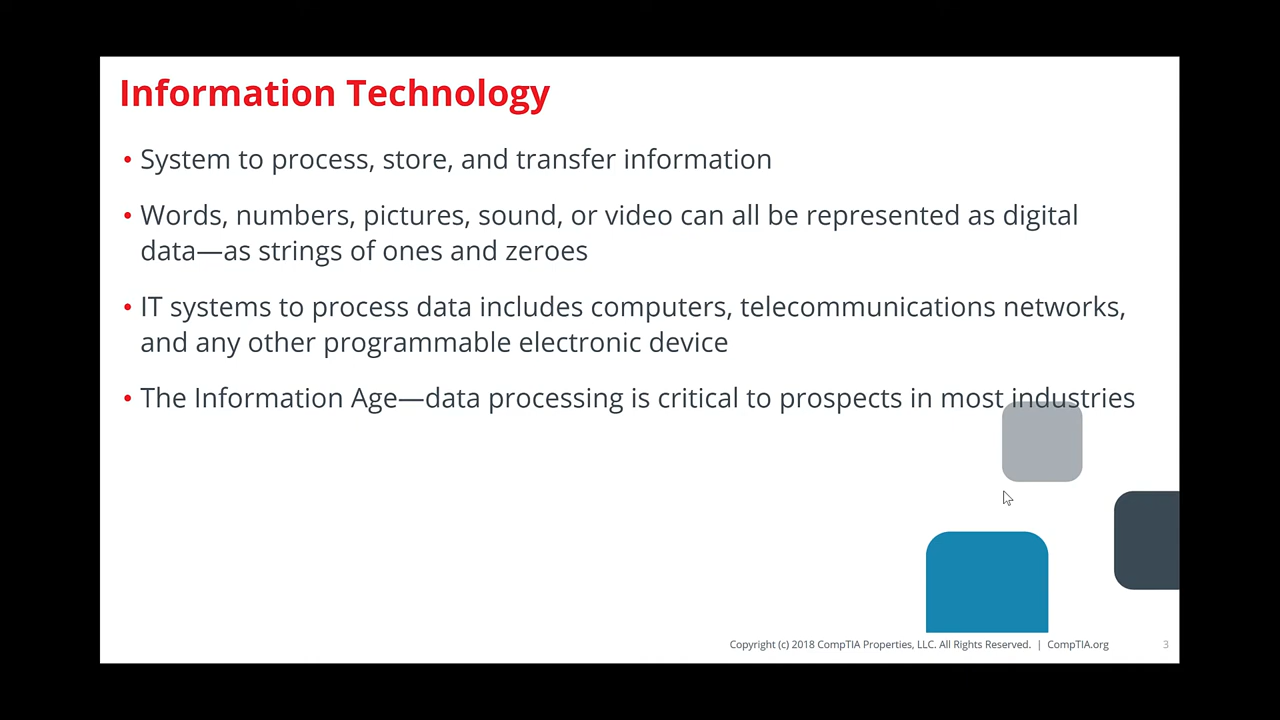 Information Technology
• System to process, store, and transfer information
• Words, numbers, pictures, sound, or video can all be represented as digital
data—as strings of ones and zeroes
• IT systems to process data includes computers, telecommunications networks,
and any other programmable electronic device
• The Information Age—data processing is critical to prospects in most industries
Copyright (c) 2018 CompTIA Properties, LLC. All Rights Reserved. | CompTIA.org 3